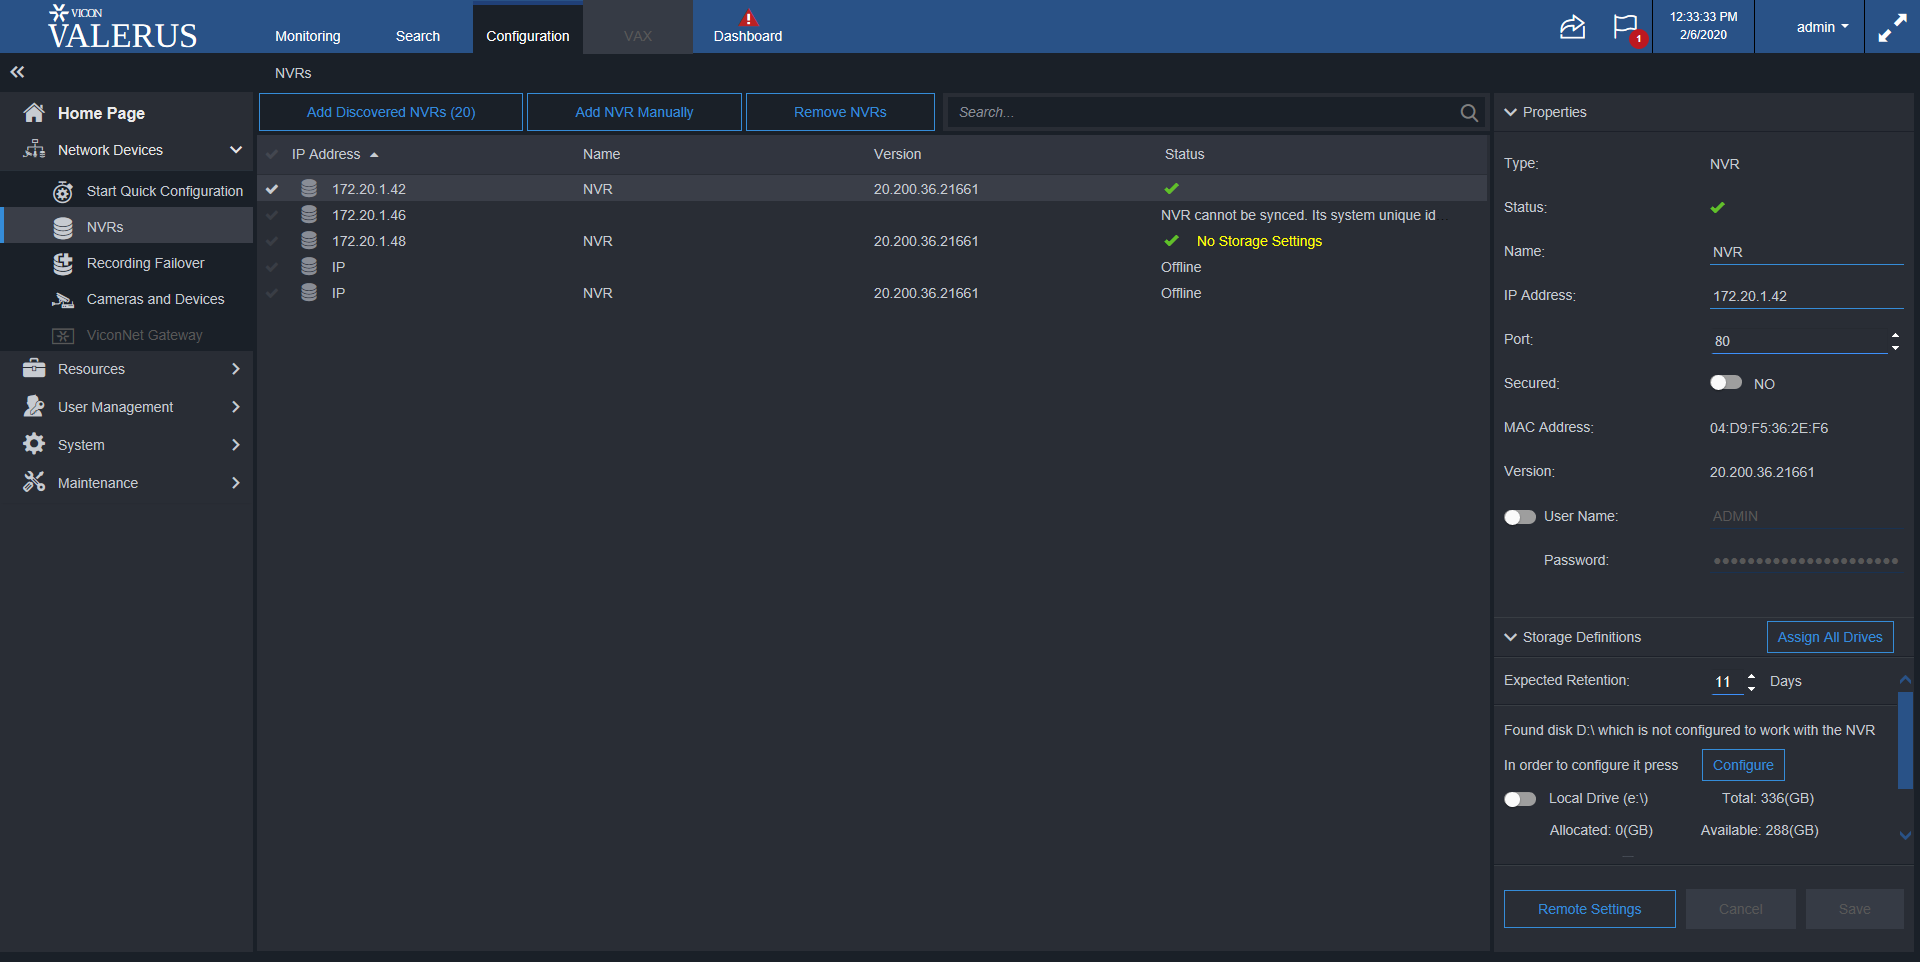 VICON
VALERUS
Monitoring
Search
Configuration
VAX
Dashboard
1
12:33:33 PM
2/6/2020
admin
NVRs
Home Page
Network Devices
Start Quick Configuration
NVRs
Recording Failover
Cameras and Devices
ViconNet Gateway
Resources
User Management
System
Maintenance
Add Discovered NVRs (20)
Add NVR Manually
Remove NVRs
Search...
IP Address Name Version Status
172.20.1.42 NVR 20.200.36.21661
172.20.1.46 NVR cannot be synced. Its system unique id
172.20.1.48 NVR 20.200.36.21661 No Storage Settings
IP Offline
IP NVR 20.200.36.21661 Offline
Properties
Type: NVR
Status:
Name: NVR
IP Address: 172.20.1.42
Port: 80
Secured: NO
MAC Address: 04:D9:F5:36:2E:F6
Version: 20.200.36.21661
User Name: ADMIN
Password: ••••••••••••••••••••••
Storage Definitions
Assign All Drives
Expected Retention: 11 Days
Found disk D:\ which is not configured to work with the NVR
In order to configure it press Configure
Local Drive (e:\) Total: 336(GB)
Allocated: 0(GB) Available: 288(GB)
Remote Settings
Cancel
Save